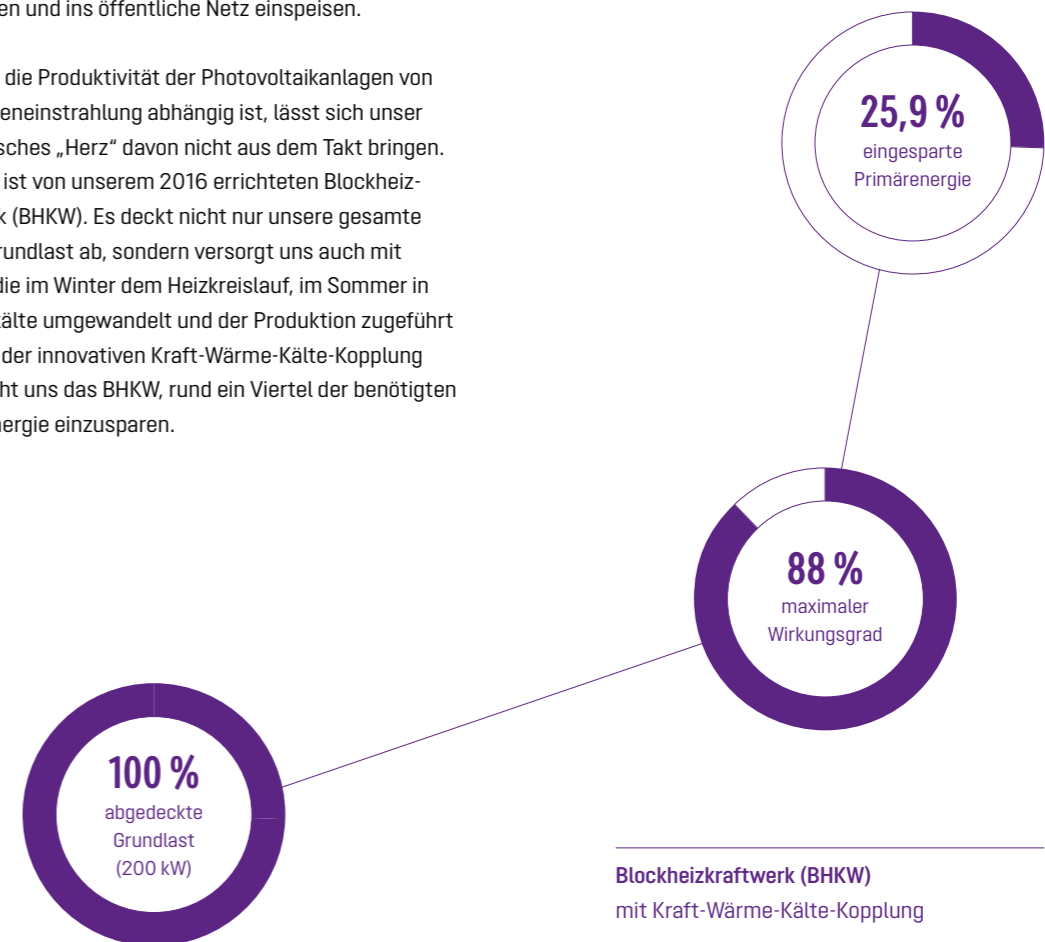 en und ins öffentliche Netz einspeisen.
die Produktivität der Photovoltaikanlagen von
eneinstrahlung abhängig ist, lässt sich unser
sches „Herz“ davon nicht aus dem Takt bringen.
ist von unserem 2016 errichteten Blockheiz-
k (BHKW). Es deckt nicht nur unsere gesamte
rundlast ab, sondern versorgt uns auch mit
die im Winter dem Heizkreislauf, im Sommer in
älte umgewandelt und der Produktion zugeführt
der innovativen Kraft-Wärme-Kälte-Kopplung
ht uns das BHKW, rund ein Viertel der benötigten
nergie einzusparen.
25,9 %
eingesparte
Primärenergie
88 %
maximaler
Wirkungsgrad
100 %
abgedeckte
Grundlast
(200 kW)
Blockheizkraftwerk (BHKW)
mit Kraft-Wärme-Kälte-Kopplung